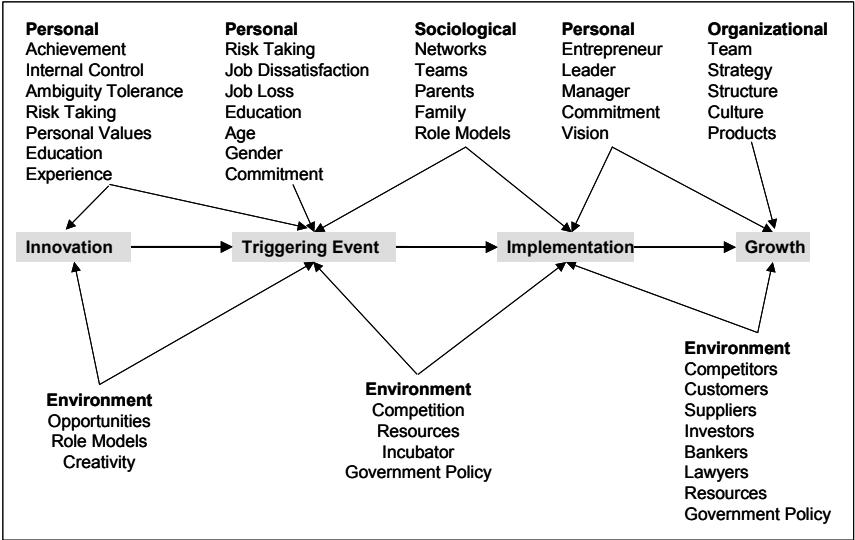 Personal
Achievement
Internal Control
Ambiguity Tolerance
Risk Taking
Personal Values
Education
Experience
Personal
Risk Taking
Job Dissatisfaction
Job Loss
Education
Age
Gender
Commitment
Sociological
Networks
Teams
Parents
Family
Role Models
Personal
Entrepreneur
Leader
Manager
Commitment
Vision
Organizational
Team
Strategy
Structure
Culture
Products
Innovation
Triggering Event
Implementation
Growth
Environment
Opportunities
Role Models
Creativity
Environment
Competition
Resources
Incubator
Government Policy
Environment
Competitors
Customers
Suppliers
Investors
Bankers
Lawyers
Resources
Government Policy